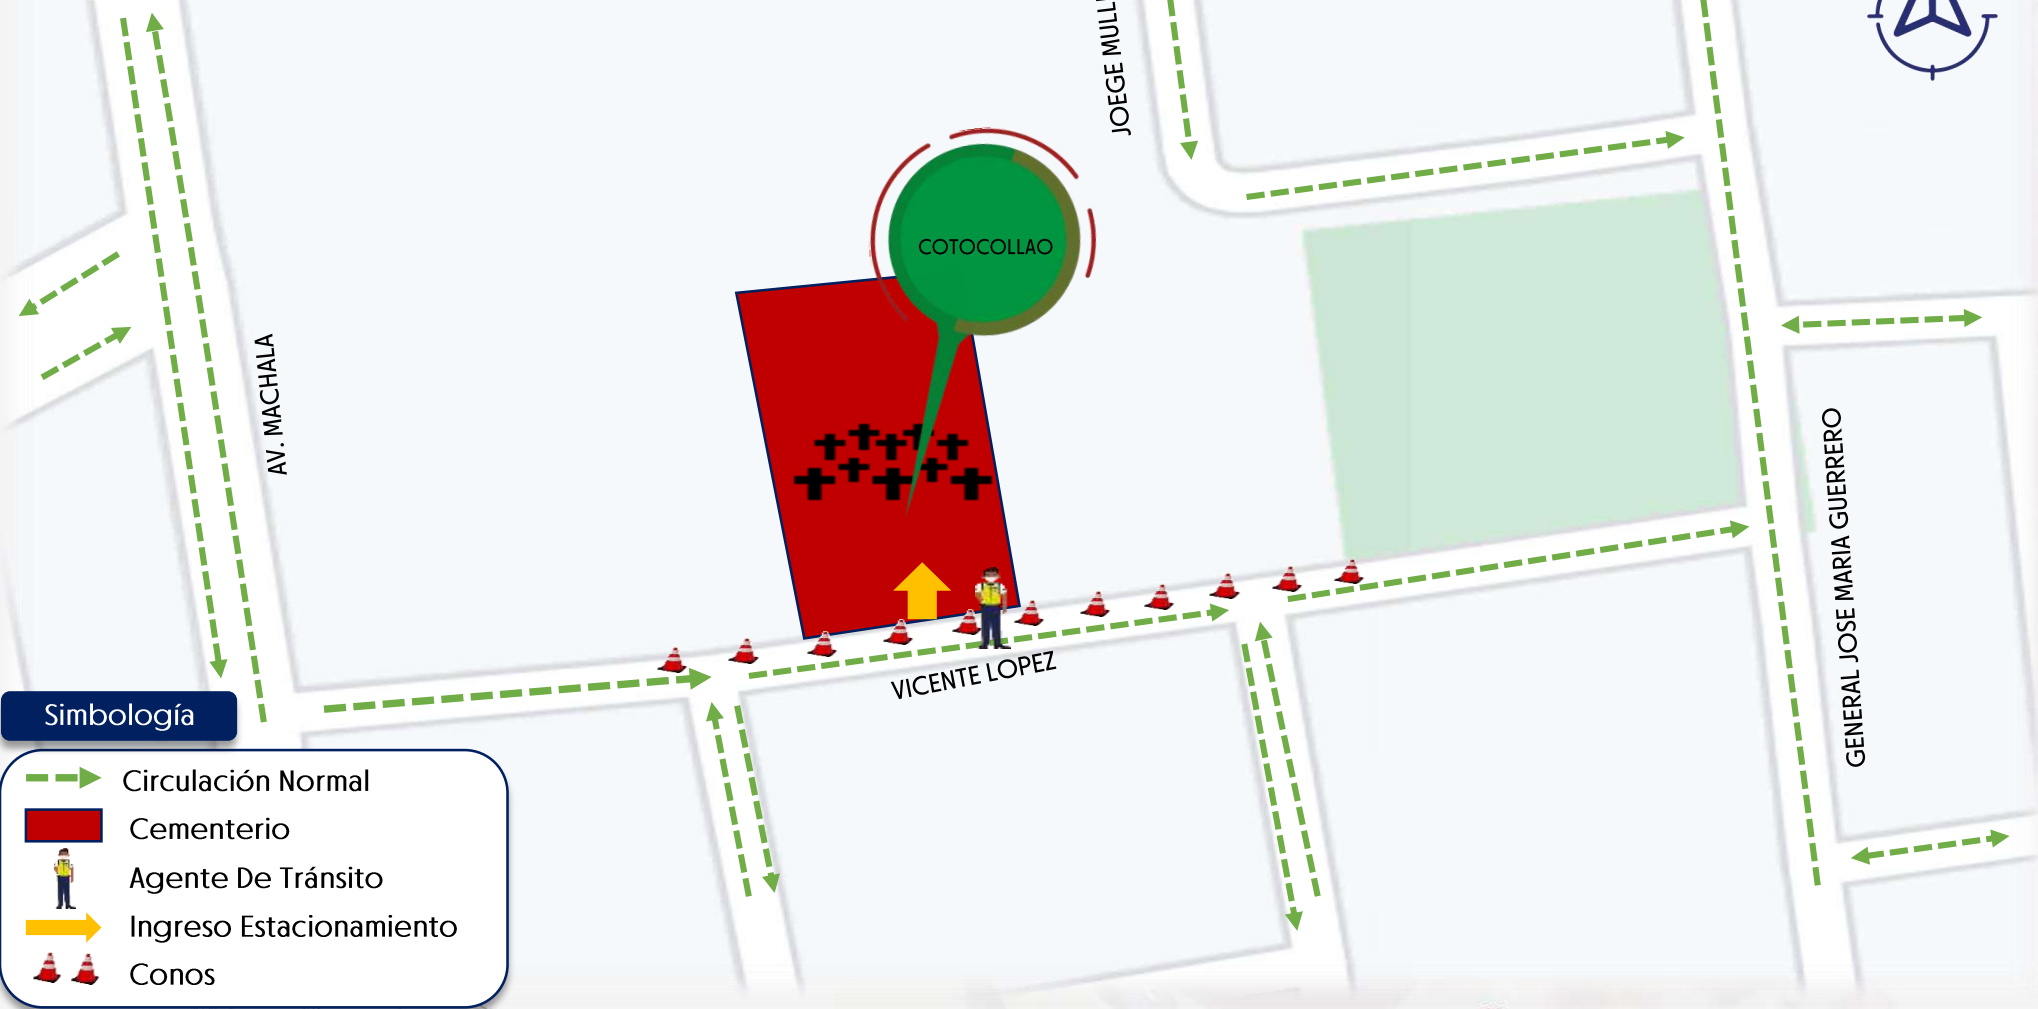 JOEGE MULL
COTOCOLLAO
AV. MACHALA
GENERAL JOSE MARIA GUERRERO
VICENTE LOPEZ
Simbología
Circulación Normal
Cementerio
Agente De Tránsito
Ingreso Estacionamiento
Conos